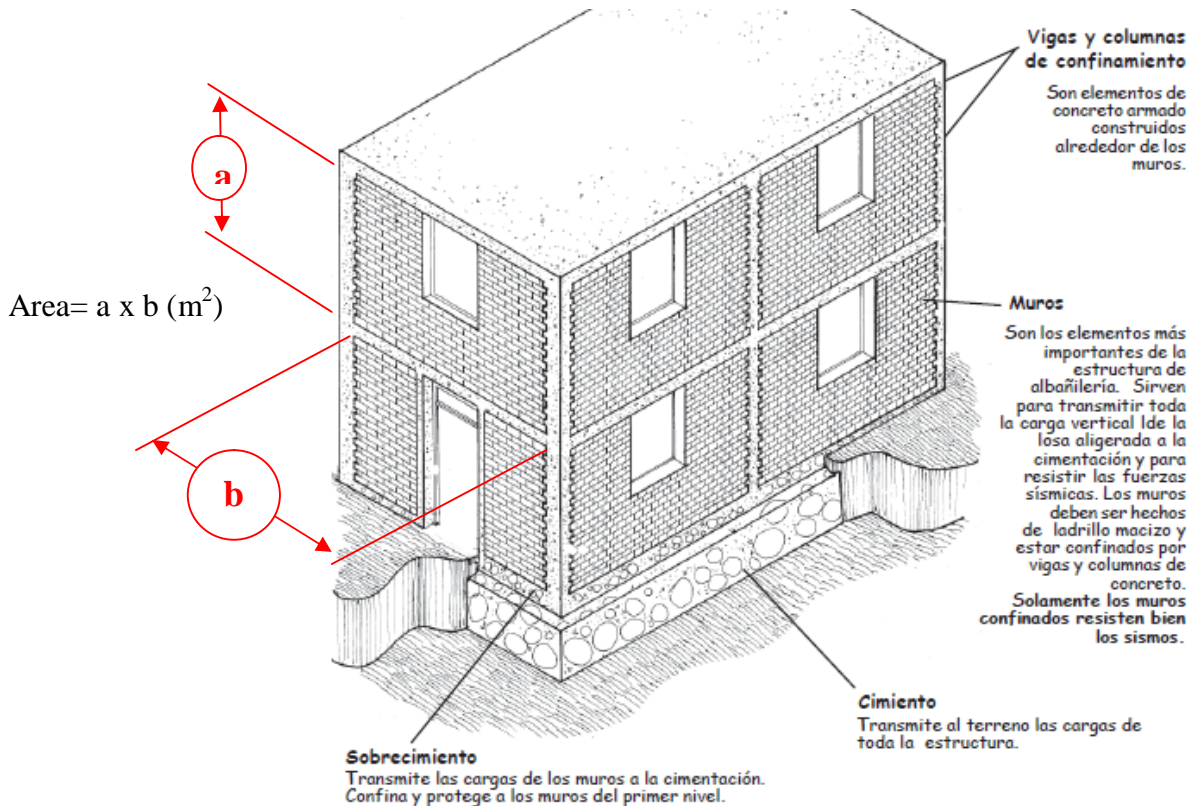 Vigas y columnas
de confinamiento
Son elementos de
concreto armado
construidos
alrededor de los
muros.
a
Area= a x b (m²)
b
Muros
Son los elementos más
importantes de la
estructura de
albañilería. Sirven
para transmitir toda
la carga vertical lde la
losa aligerada a la
cimentación y para
resistir las fuerzas
sísmicas. Los muros
deben ser hechos
de ladrillo macizo y
estar confinados por
vigas y columnas de
concreto.
Solamente los muros
confinados resisten bien
los sismos.
Cimiento
Transmite al terreno las cargas de
toda la estructura.
Sobrecimiento
Transmite las cargas de los muros a la cimentación.
Confina y protege a los muros del primer nivel.